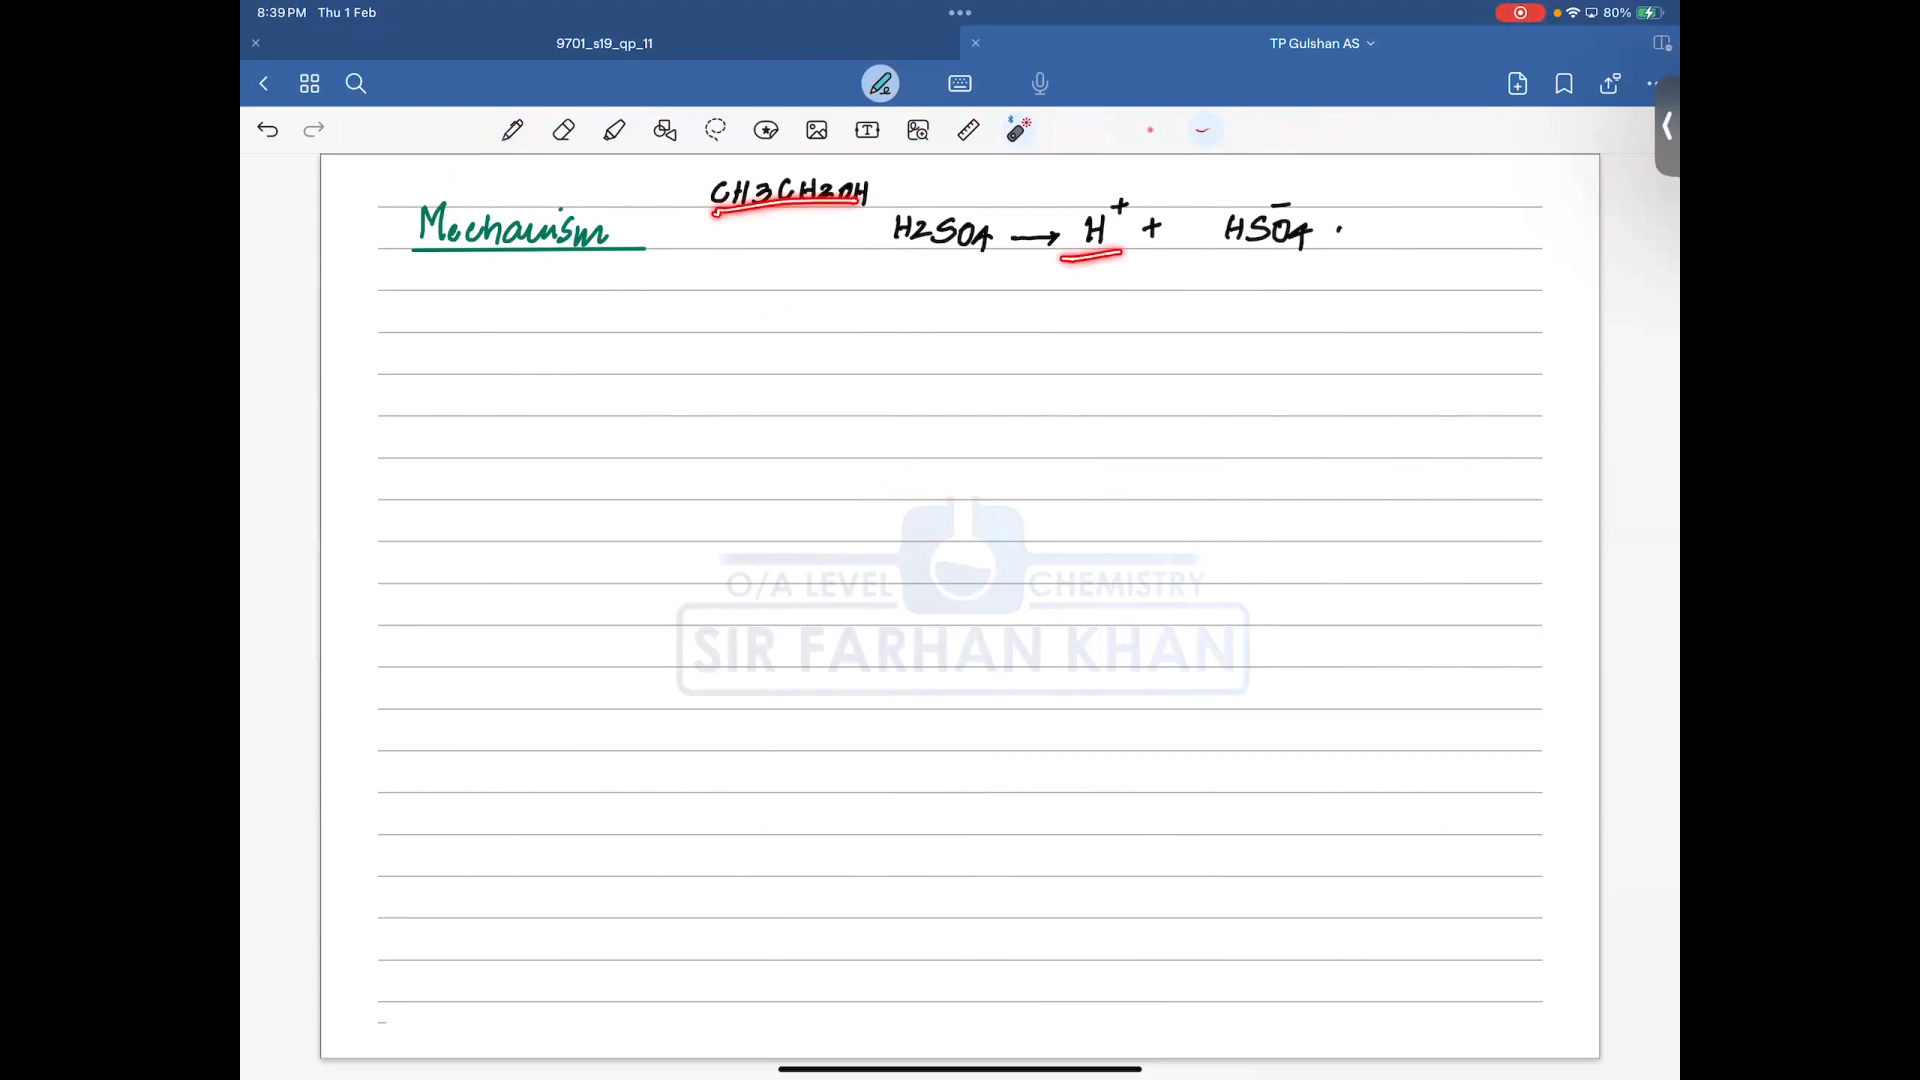 8:39 PM Thu 1 Feb
80%
9701_s19_qp_11
TP Gulshan AS
CH3CH2OH
Mechanism
H2SO4 → H⁺ + HSO4⁻
O/A LEVEL CHEMISTRY
SIR FARHAN KHAN